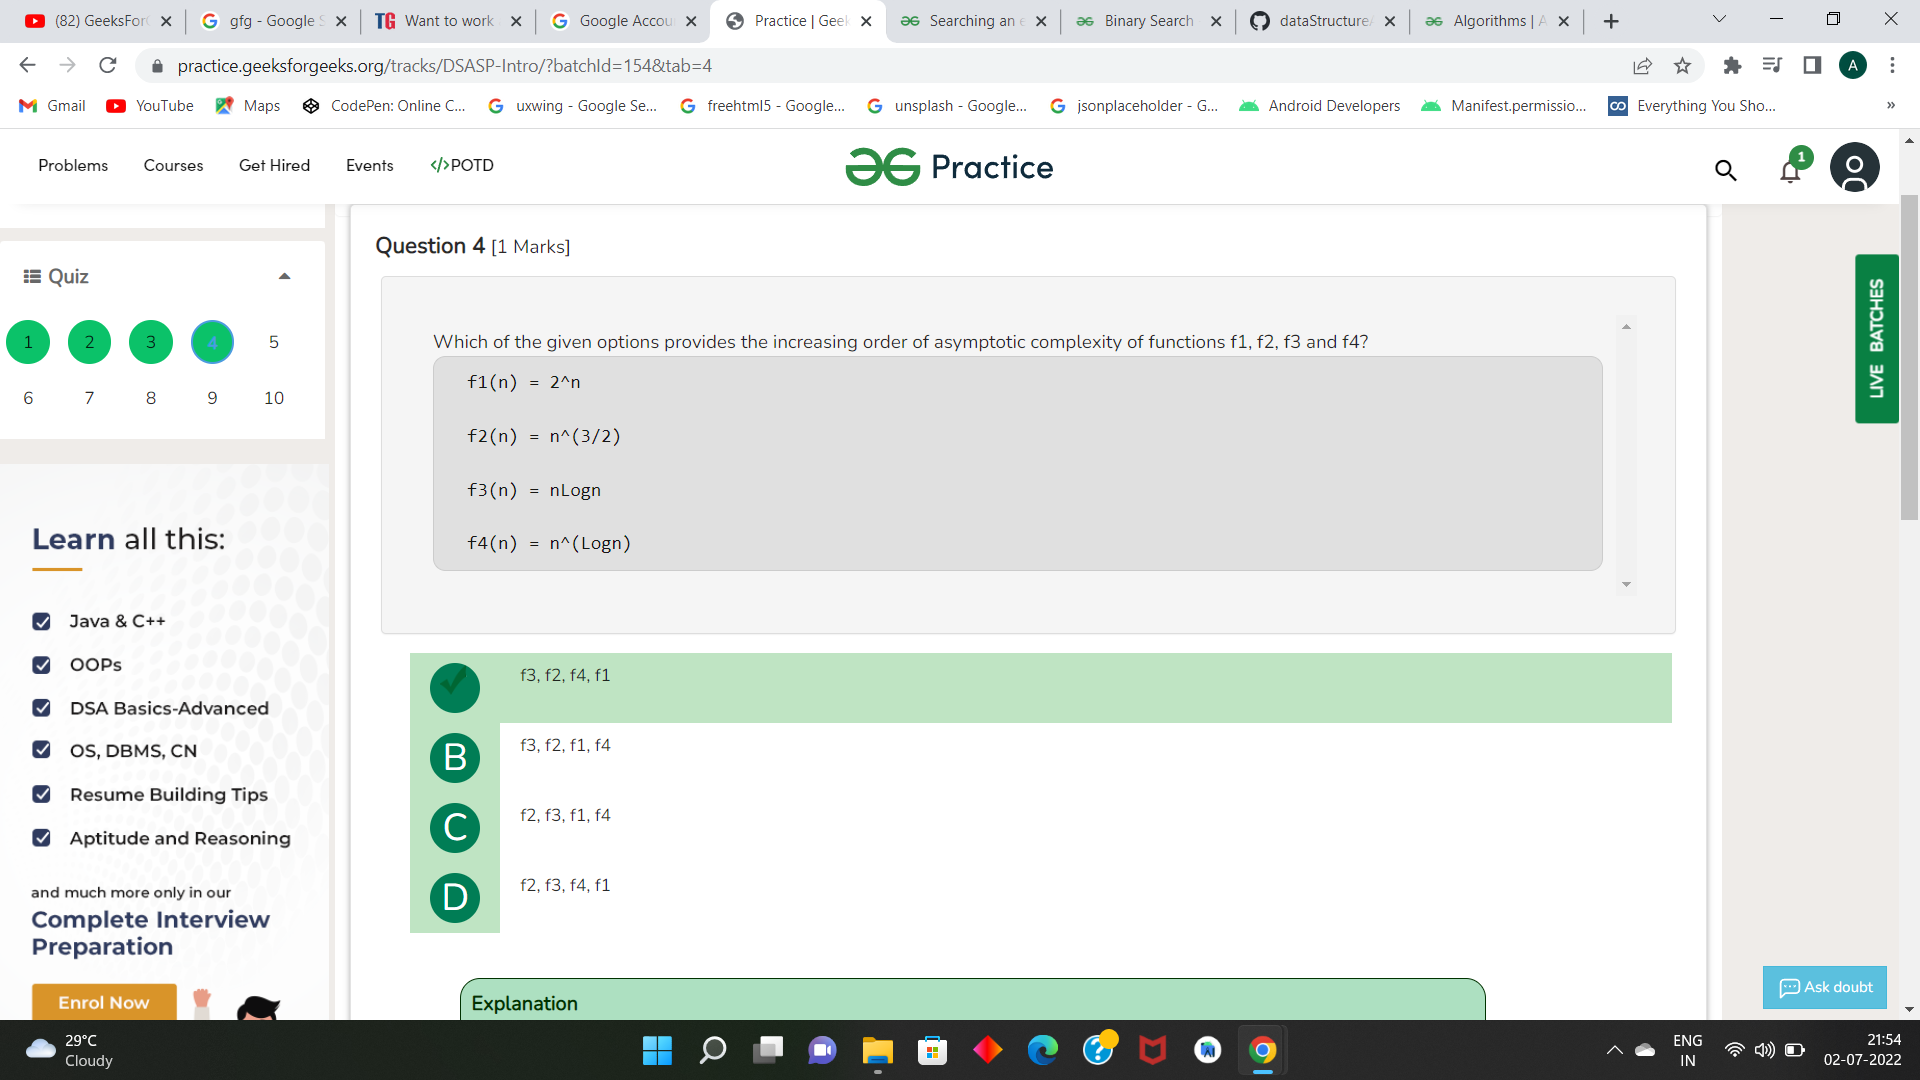 (82) GeeksFor
gfg - Google S
TG Want to work
Google Accou
Practice | Geek
Searching an e
Binary Search
dataStructure
Algorithms | A
practice.geeksforgeeks.org/tracks/DSASP-Intro/?batchId=154&tab=4
A
Gmail
YouTube
Maps
CodePen: Online C...
uxwing - Google Se...
freehtml5 - Google...
unsplash - Google...
jsonplaceholder - G...
Android Developers
Manifest.permissio...
Everything You Sho...
»
Problems
Courses
Get Hired
Events
</>POTD
Practice
1
Quiz
1 2 3 4 5
6 7 8 9 10
Learn all this:
Java & C++
OOPs
DSA Basics-Advanced
OS, DBMS, CN
Resume Building Tips
Aptitude and Reasoning
and much more only in our
Complete Interview
Preparation
Enrol Now
Question 4 [1 Marks]
Which of the given options provides the increasing order of asymptotic complexity of functions f1, f2, f3 and f4?
f1(n) = 2^n
f2(n) = n^(3/2)
f3(n) = nLogn
f4(n) = n^(Logn)
f3, f2, f4, f1
B f3, f2, f1, f4
C f2, f3, f1, f4
D f2, f3, f4, f1
Explanation
LIVE BATCHES
Ask doubt
29°C
Cloudy
ENG
IN
21:54
02-07-2022